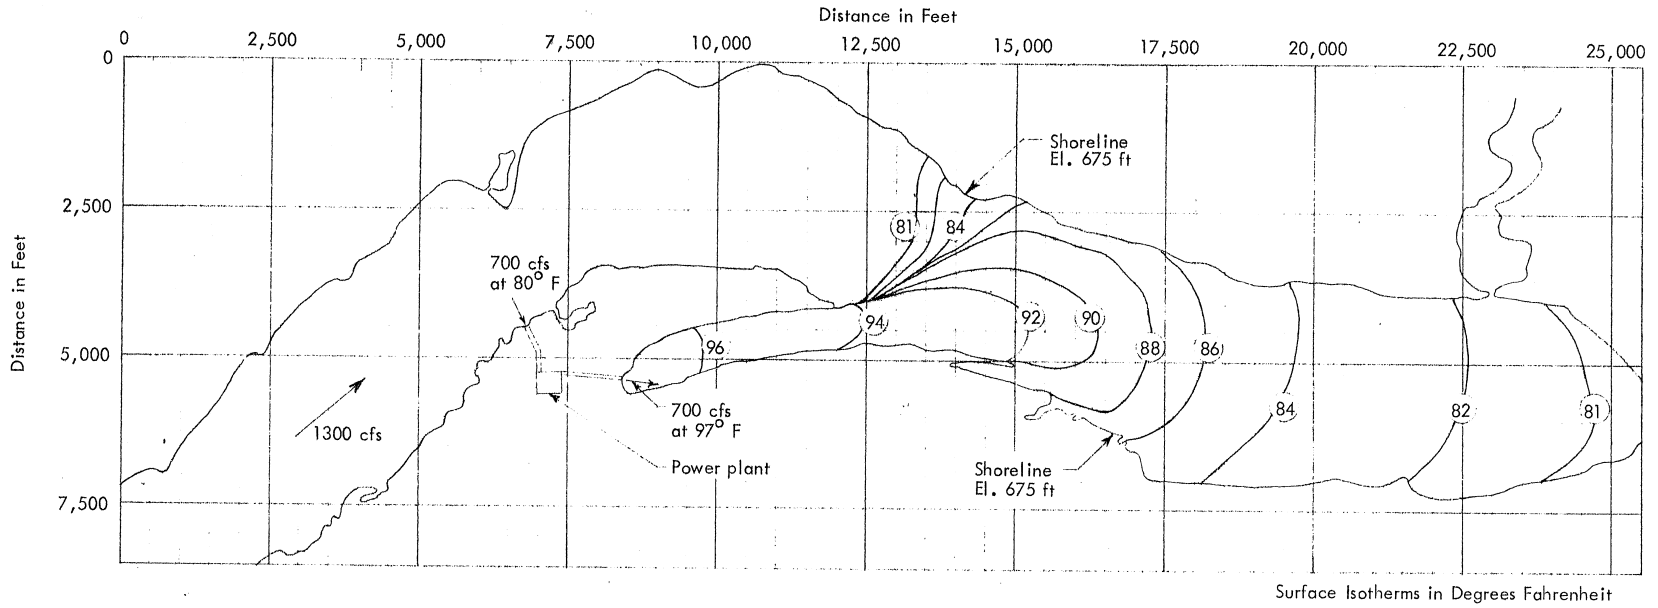 Distance in Feet
0 2,500 5,000 7,500 10,000 12,500 15,000 17,500 20,000 22,500 25,000
0
2,500
5,000
7,500
Distance in Feet
Shoreline
El. 675 ft
81
84
700 cfs
at 80° F
94
92
90
96
88
86
84
82
81
700 cfs
at 97° F
1300 cfs
Power plant
Shoreline
El. 675 ft
Surface Isotherms in Degrees Fahrenheit